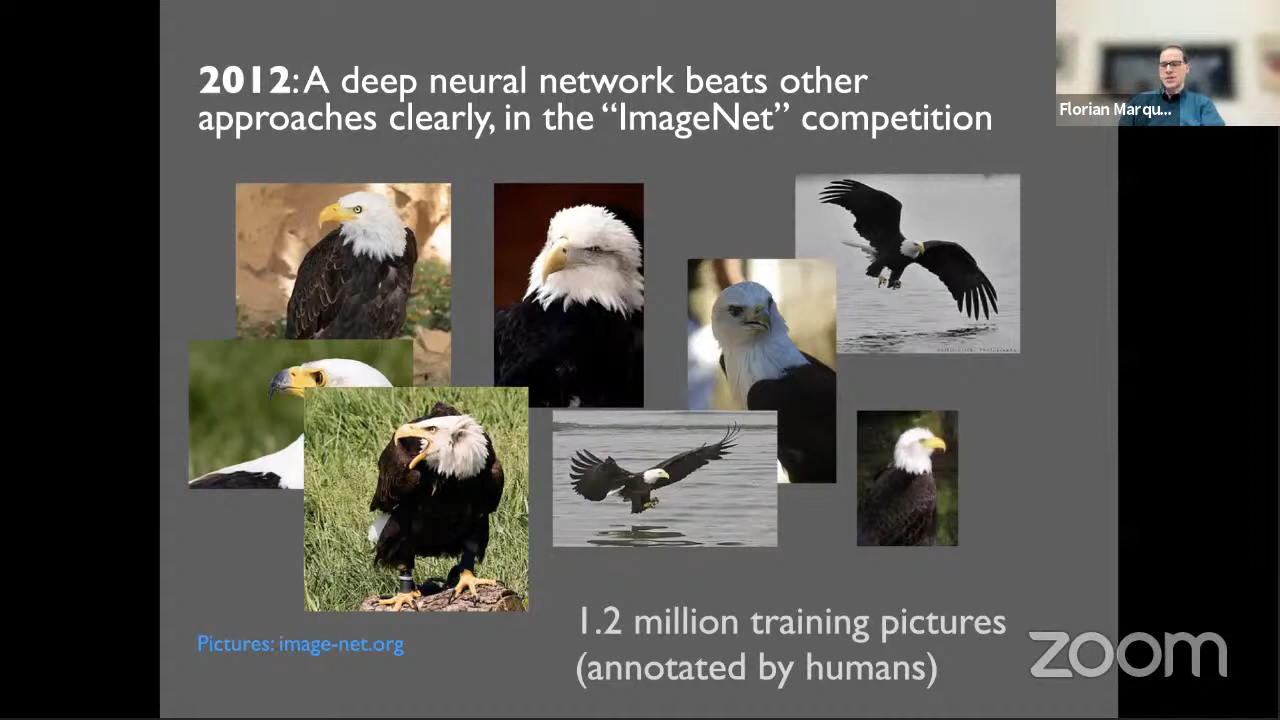 2012: A deep neural network beats other
approaches clearly, in the “ImageNet” competition
Florian Marqu...
1.2 million training pictures
(annotated by humans)
Pictures: image-net.org
zoom